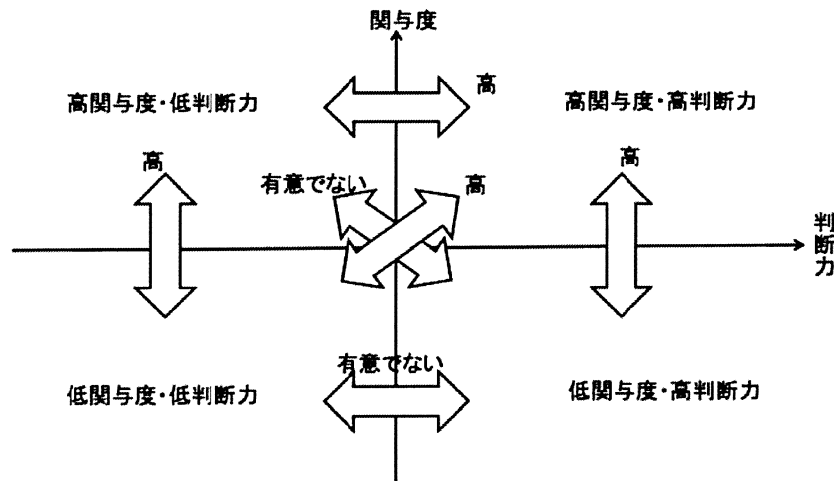 関与度
高
高関与度・低判断力
高関与度・高判断力
高
有意でない
高
高
判断力
有意でない
低関与度・低判断力
低関与度・高判断力